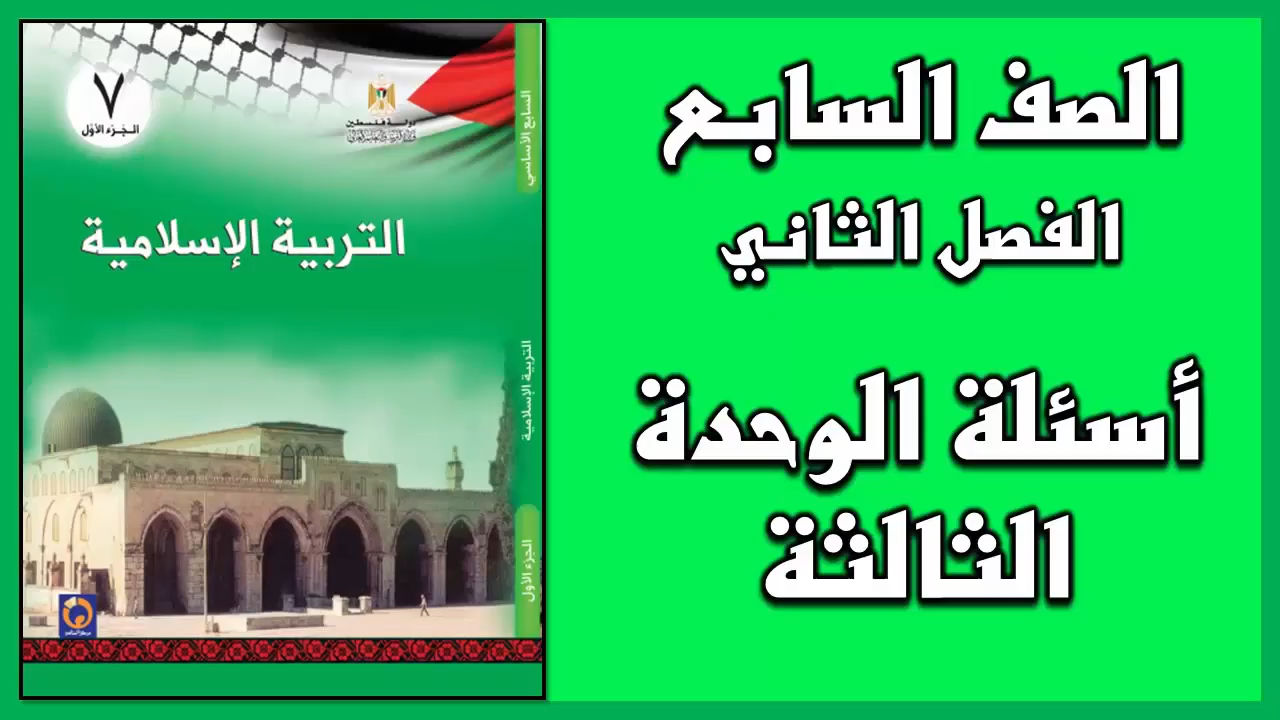 الصف السابع
الفصل الثاني
أسئلة الوحدة
الثالثة
٧
الجزء الأول
دولة فلسطين
التربية الإسلامية
السابع الأساسي
التربية الإسلامية
الجزء الأول